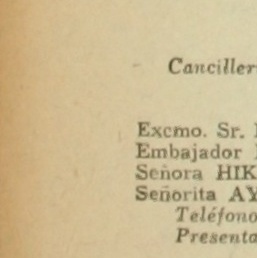 Canciller
Excmo. Sr.
Embajador
Señora HIK
Señorita AY
Teléfono
Presenta